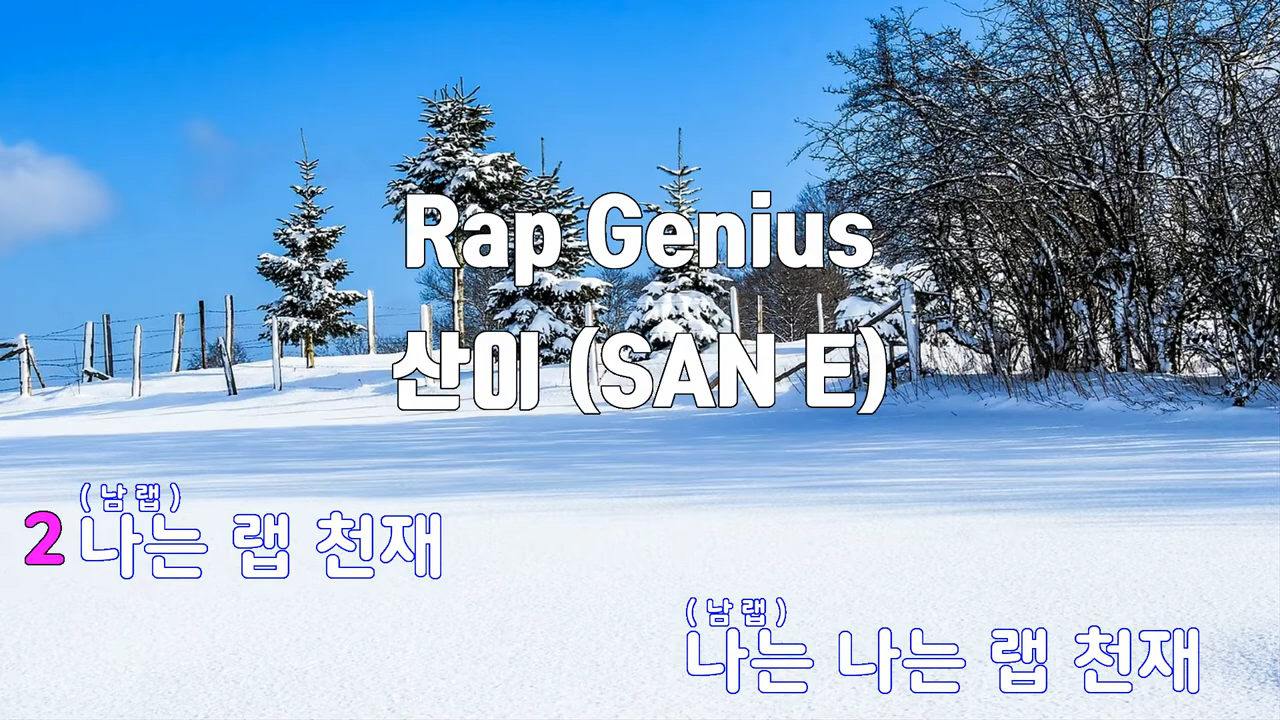 Rap Genius
산이 (SAN E)
( 남 랩 )
2 나는 랩 천재
( 남 랩 )
나는 나는 랩 천재